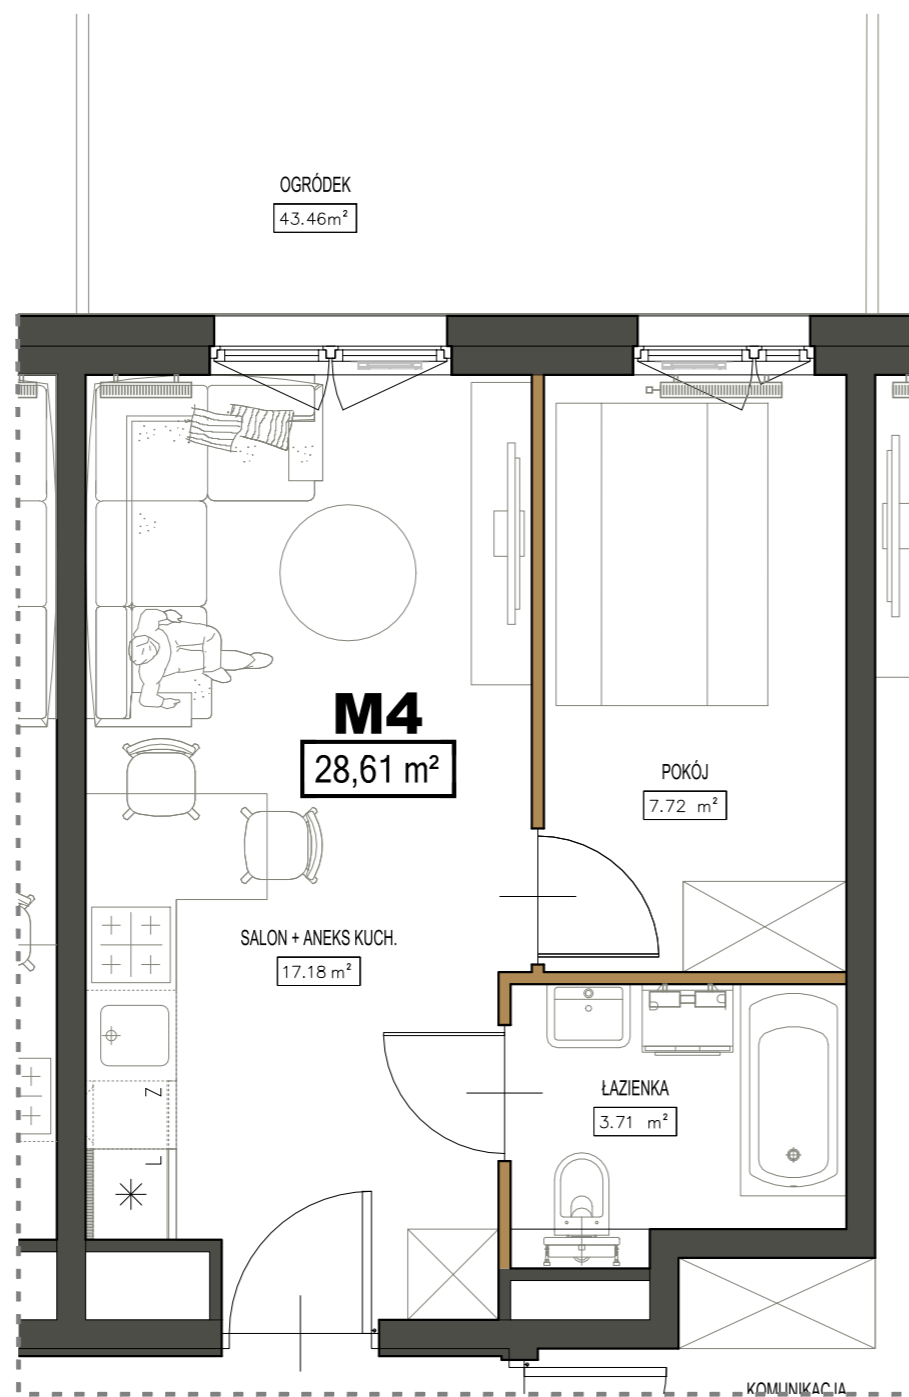 OGRÓDEK
43.46m²
M4
28,61 m²
POKÓJ
7.72 m²
SALON + ANEKS KUCH.
17.18 m²
ŁAZIENKA
3.71 m²
Z
L
KOMUNIKACJA